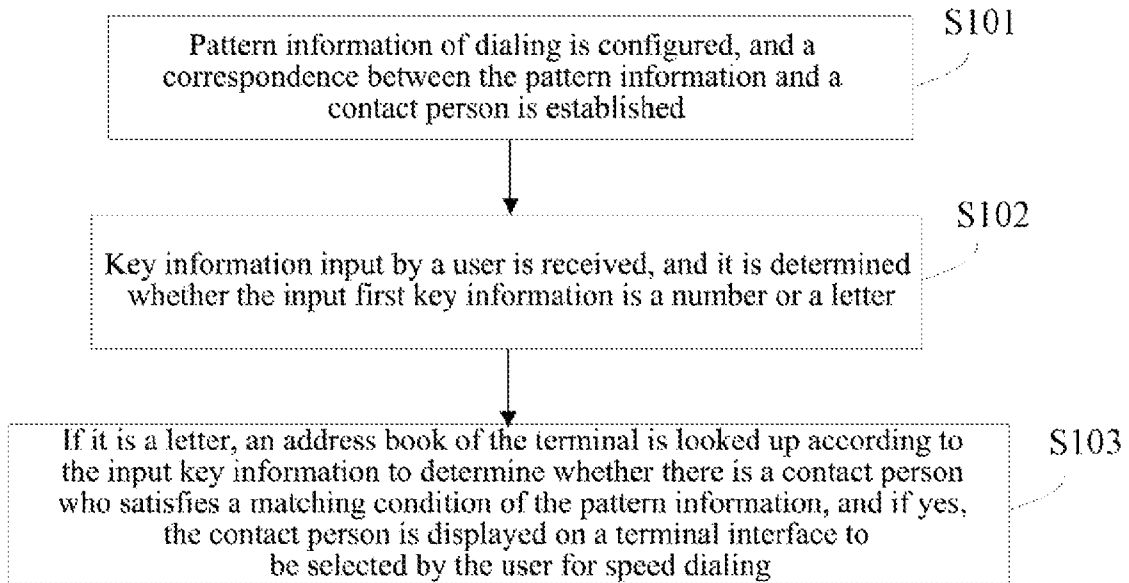 S101
Pattern information of dialing is configured, and a
correspondence between the pattern information and a
contact person is established
S102
Key information input by a user is received, and it is determined
whether the input first key information is a number or a letter
S103
If it is a letter, an address book of the terminal is looked up according to
the input key information to determine whether there is a contact person
who satisfies a matching condition of the pattern information, and if yes,
the contact person is displayed on a terminal interface to
be selected by the user for speed dialing